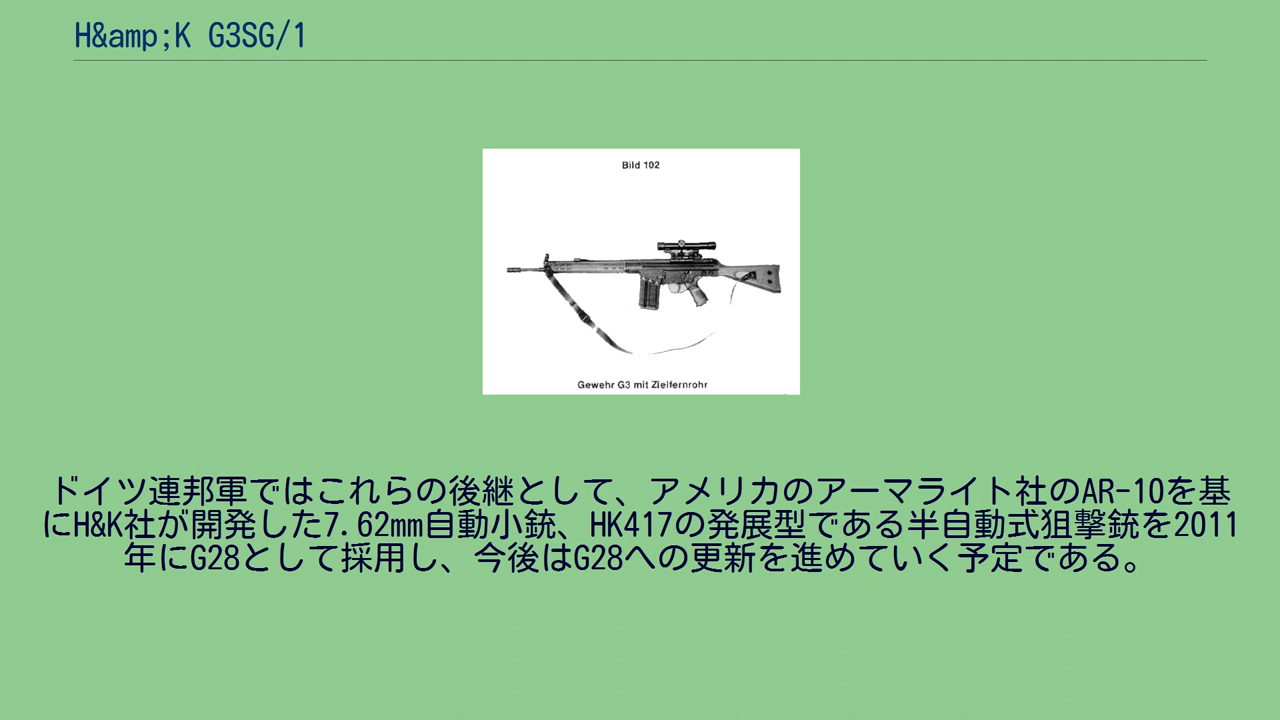 H&amp;K G3SG/1
Bild 102
Gewehr G3 mit Zielfernrohr
ドイツ連邦軍ではこれらの後継として、アメリカのアーマライト社のAR-10を基
にH&K社が開発した7.62mm自動小銃、HK417の発展型である半自動式狙撃銃を2011
年にG28として採用し、今後はG28への更新を進めていく予定である。